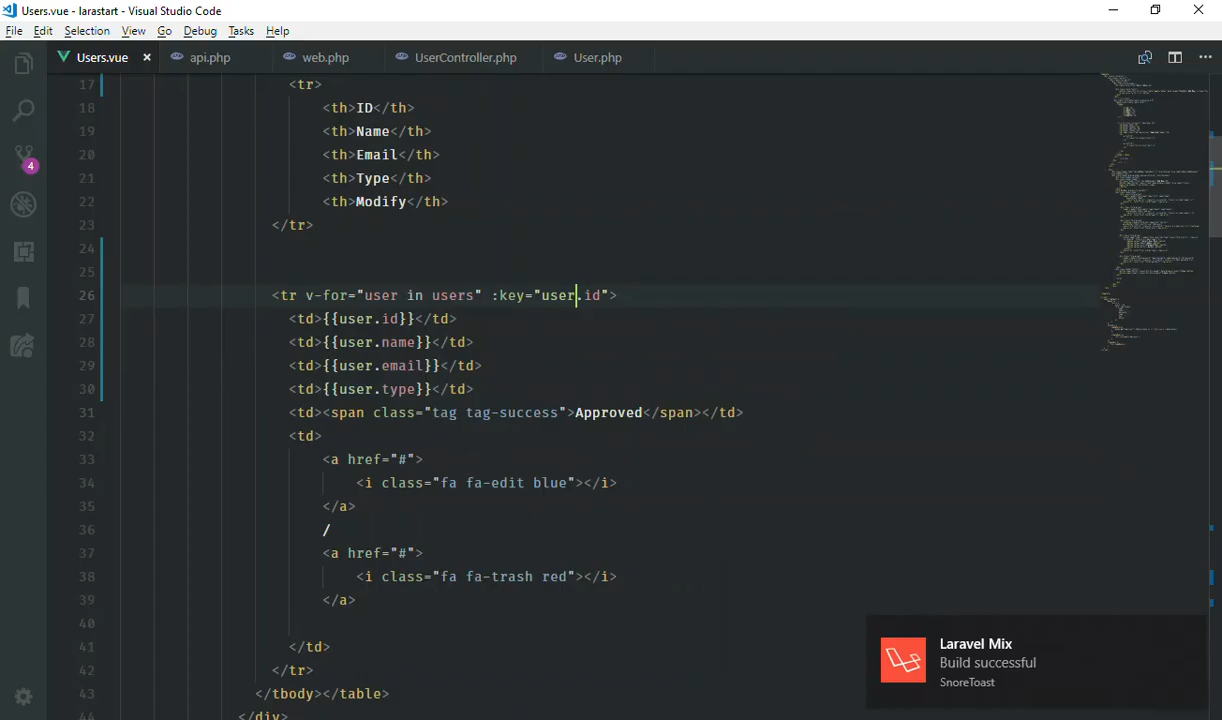 Users.vue - larastart - Visual Studio Code
File Edit Selection View Go Debug Tasks Help
Users.vue × api.php web.php UserController.php User.php
17 <tr>
18 <th>ID</th>
19 <th>Name</th>
20 <th>Email</th>
21 <th>Type</th>
22 <th>Modify</th>
23 </tr>
24
25
26 <tr v-for="user in users" :key="user.id">
27 <td>{{user.id}}</td>
28 <td>{{user.name}}</td>
29 <td>{{user.email}}</td>
30 <td>{{user.type}}</td>
31 <td><span class="tag tag-success">Approved</span></td>
32 <td>
33 <a href="#">
34 <i class="fa fa-edit blue"></i>
35 </a>
36 /
37 <a href="#">
38 <i class="fa fa-trash red"></i>
39 </a>
40
41 </td>
42 </tr>
43 </tbody></table>
44 </div>
4
Laravel Mix
Build successful
SnoreToast